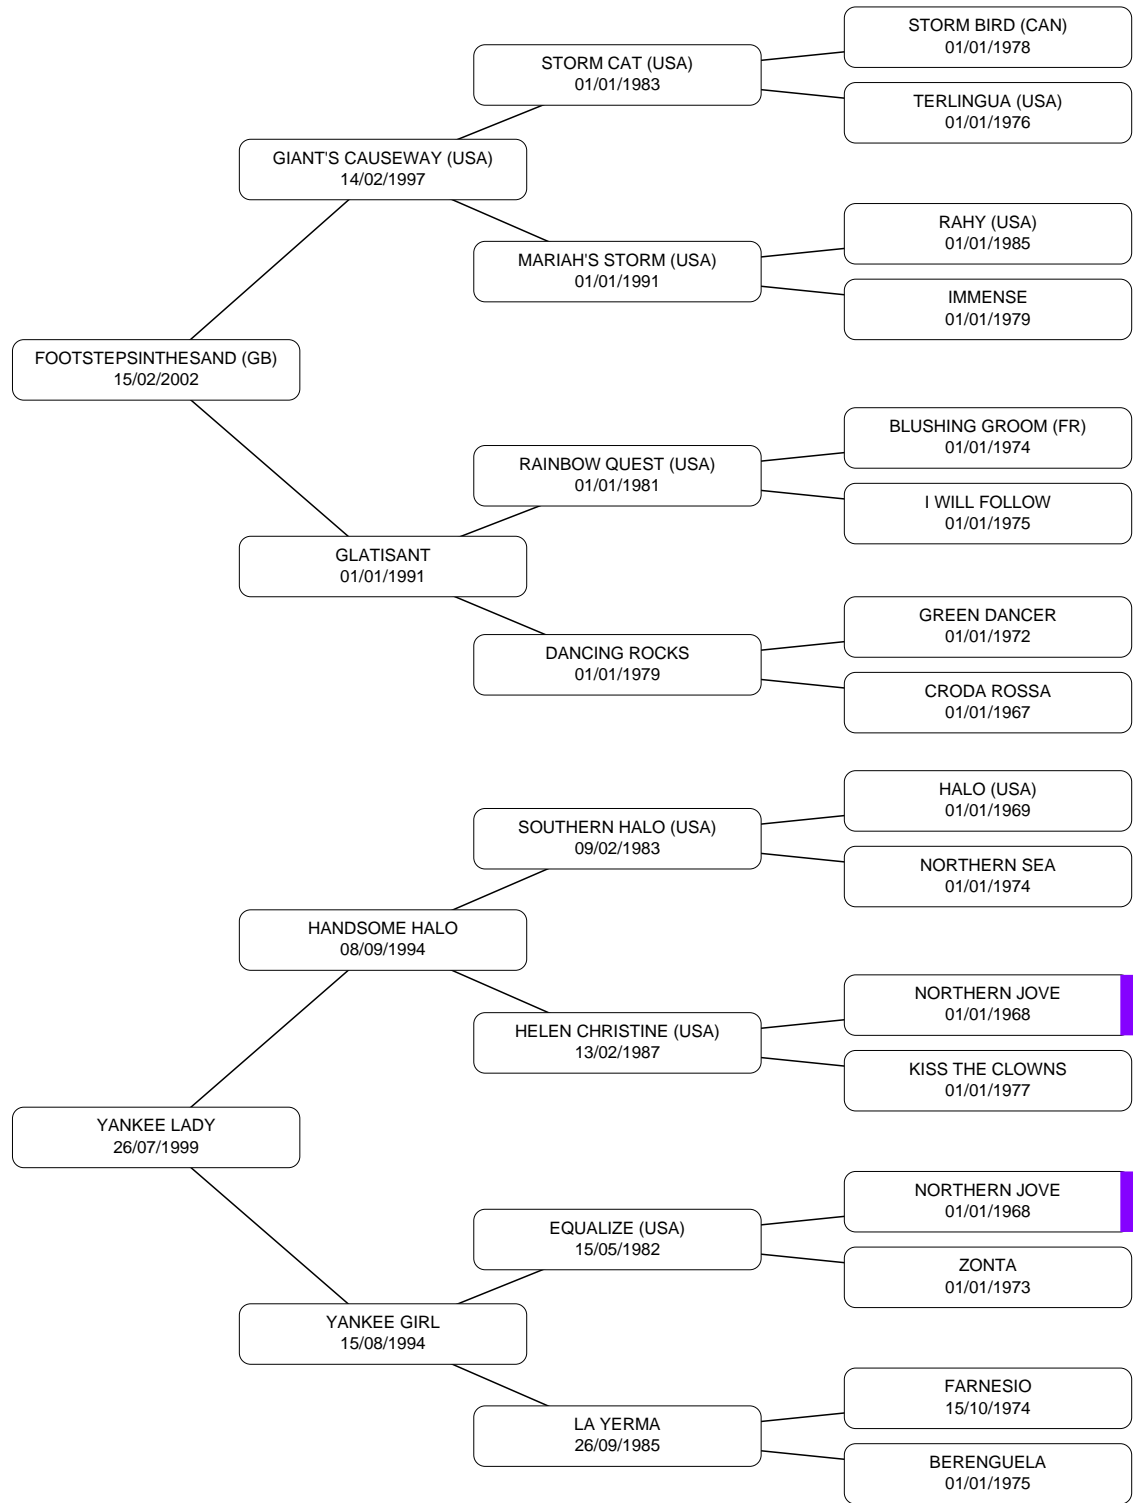 STORM BIRD (CAN)
01/01/1978
STORM CAT (USA)
01/01/1983
TERLINGUA (USA)
01/01/1976
GIANT'S CAUSEWAY (USA)
14/02/1997
RAHY (USA)
01/01/1985
MARIAH'S STORM (USA)
01/01/1991
IMMENSE
01/01/1979
FOOTSTEPSINTHESAND (GB)
15/02/2002
BLUSHING GROOM (FR)
01/01/1974
RAINBOW QUEST (USA)
01/01/1981
I WILL FOLLOW
01/01/1975
GLATISANT
01/01/1991
GREEN DANCER
01/01/1972
DANCING ROCKS
01/01/1979
CRODA ROSSA
01/01/1967
HALO (USA)
01/01/1969
SOUTHERN HALO (USA)
09/02/1983
NORTHERN SEA
01/01/1974
HANDSOME HALO
08/09/1994
NORTHERN JOVE
01/01/1968
HELEN CHRISTINE (USA)
13/02/1987
KISS THE CLOWNS
01/01/1977
YANKEE LADY
26/07/1999
NORTHERN JOVE
01/01/1968
EQUALIZE (USA)
15/05/1982
ZONTA
01/01/1973
YANKEE GIRL
15/08/1994
FARNESIO
15/10/1974
LA YERMA
26/09/1985
BERENGUELA
01/01/1975